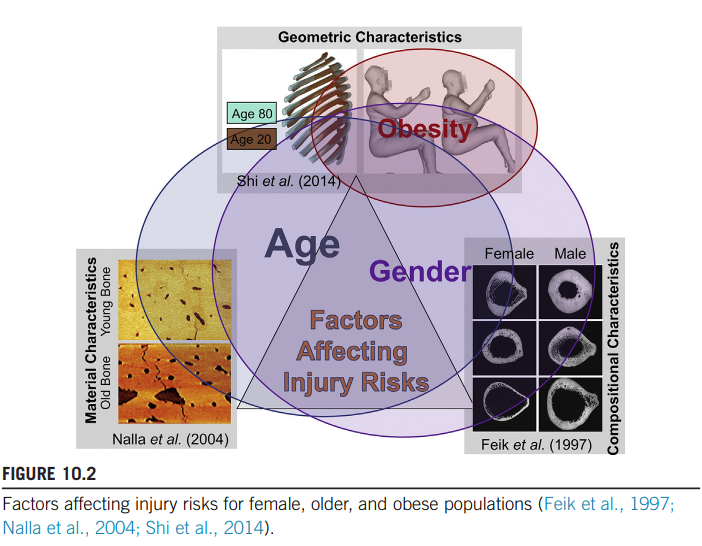 Geometric Characteristics
Age 80
Age 20
Obesity
Shi et al. (2014)
Age
Gender
Factors
Affecting
Injury Risks
Material Characteristics
Young Bone
Old Bone
Nalla et al. (2004)
Female Male
Compositional Characteristics
Feik et al. (1997)
FIGURE 10.2
Factors affecting injury risks for female, older, and obese populations (Feik et al., 1997;
Nalla et al., 2004; Shi et al., 2014).